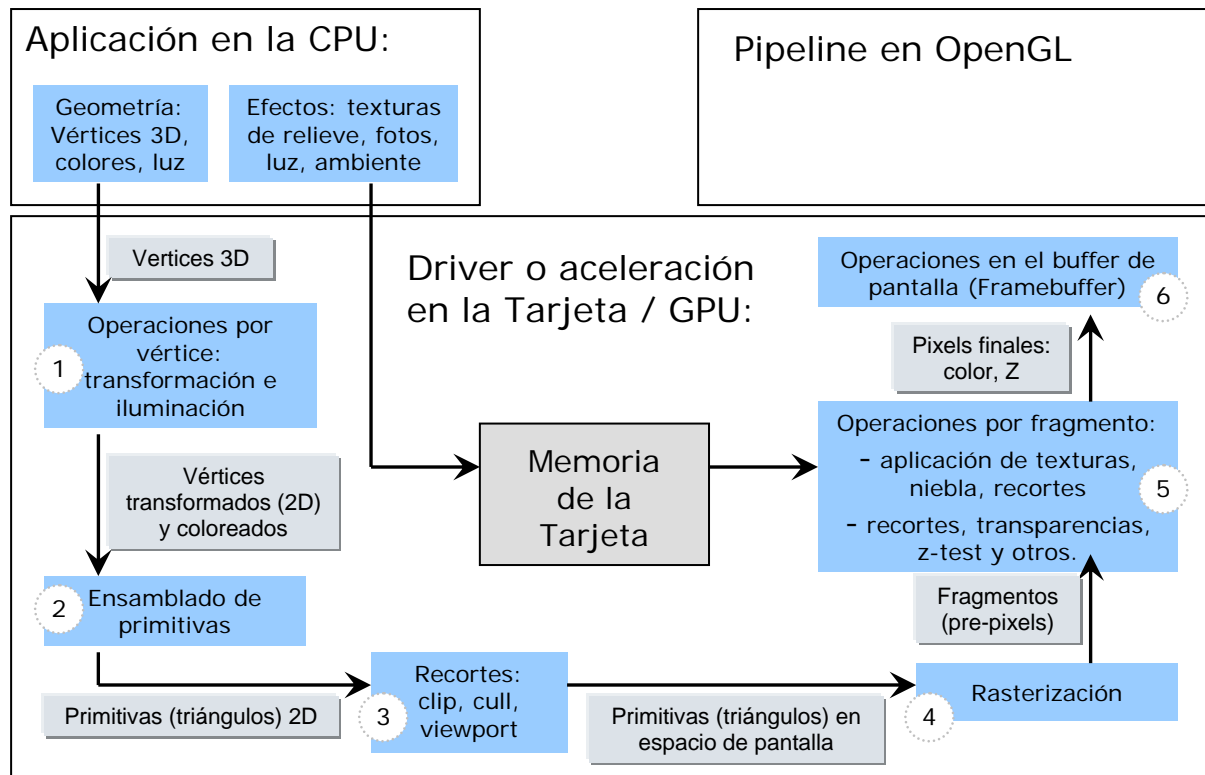 Aplicación en la CPU:
Pipeline en OpenGL
Geometría:
Vértices 3D,
colores, luz
Efectos: texturas
de relieve, fotos,
luz, ambiente
Vertices 3D
Driver o aceleración
en la Tarjeta / GPU:
Operaciones por
vértice:
transformación e
iluminación
1
Vértices
transformados (2D)
y coloreados
2
Ensamblado de
primitivas
Primitivas (triángulos) 2D
Recortes:
clip, cull,
viewport
3
Primitivas (triángulos) en
espacio de pantalla
4
Rasterización
Fragmentos
(pre-pixels)
Memoria
de la
Tarjeta
Operaciones por fragmento:
- aplicación de texturas,
niebla, recortes
- recortes, transparencias,
z-test y otros.
5
Pixels finales:
color, Z
Operaciones en el buffer de
pantalla (Framebuffer)
6